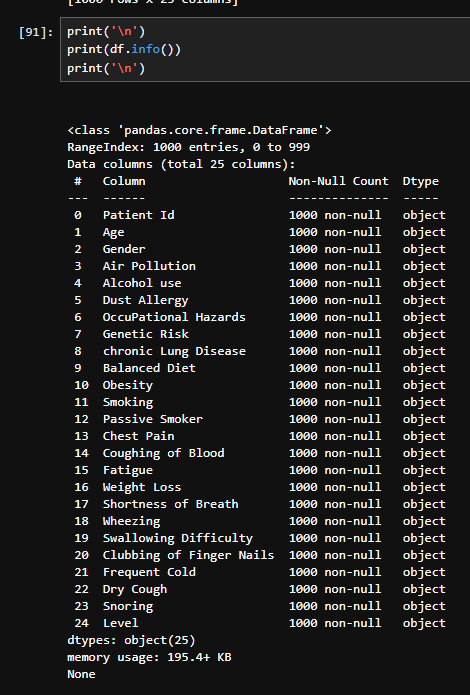 [1000 rows x 25 columns]
[91]: print('\n')
print(df.info())
print('\n')
<class 'pandas.core.frame.DataFrame'>
RangeIndex: 1000 entries, 0 to 999
Data columns (total 25 columns):
 #   Column                    Non-Null Count  Dtype
---  ------                    --------------  -----
 0   Patient Id                1000 non-null   object
 1   Age                       1000 non-null   object
 2   Gender                    1000 non-null   object
 3   Air Pollution             1000 non-null   object
 4   Alcohol use               1000 non-null   object
 5   Dust Allergy              1000 non-null   object
 6   OccuPational Hazards      1000 non-null   object
 7   Genetic Risk              1000 non-null   object
 8   chronic Lung Disease      1000 non-null   object
 9   Balanced Diet             1000 non-null   object
 10  Obesity                   1000 non-null   object
 11  Smoking                   1000 non-null   object
 12  Passive Smoker            1000 non-null   object
 13  Chest Pain                1000 non-null   object
 14  Coughing of Blood         1000 non-null   object
 15  Fatigue                   1000 non-null   object
 16  Weight Loss               1000 non-null   object
 17  Shortness of Breath       1000 non-null   object
 18  Wheezing                  1000 non-null   object
 19  Swallowing Difficulty     1000 non-null   object
 20  Clubbing of Finger Nails  1000 non-null   object
 21  Frequent Cold             1000 non-null   object
 22  Dry Cough                 1000 non-null   object
 23  Snoring                   1000 non-null   object
 24  Level                     1000 non-null   object
dtypes: object(25)
memory usage: 195.4+ KB
None